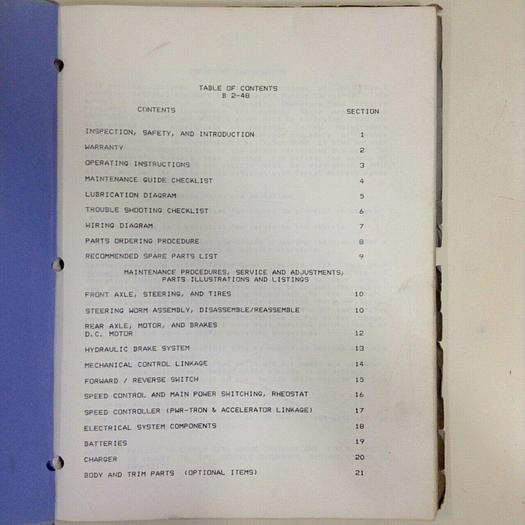 TABLE OF CONTENTS
B 2-48
CONTENTS SECTION
INSPECTION, SAFETY, AND INTRODUCTION 1
WARRANTY 2
OPERATING INSTRUCTIONS 3
MAINTENANCE GUIDE CHECKLIST 4
LUBRICATION DIAGRAM 5
TROUBLE SHOOTING CHECKLIST 6
WIRING DIAGRAM 7
PARTS ORDERING PROCEDURE 8
RECOMMENDED SPARE PARTS LIST 9
MAINTENANCE PROCEDURES, SERVICE AND ADJUSTMENTS,
PARTS ILLUSTRATIONS AND LISTINGS
FRONT AXLE, STEERING, AND TIRES 10
STEERING WORM ASSEMBLY, DISASSEMBLE/REASSEMBLE 10
REAR AXLE, MOTOR, AND BRAKES
D.C. MOTOR 12
HYDRAULIC BRAKE SYSTEM 13
MECHANICAL CONTROL LINKAGE 14
FORWARD / REVERSE SWITCH 15
SPEED CONTROL AND MAIN POWER SWITCHING, RHEOSTAT 16
SPEED CONTROLLER (PWR-TRON & ACCELERATOR LINKAGE) 17
ELECTRICAL SYSTEM COMPONENTS 18
BATTERIES 19
CHARGER 20
BODY AND TRIM PARTS (OPTIONAL ITEMS) 21